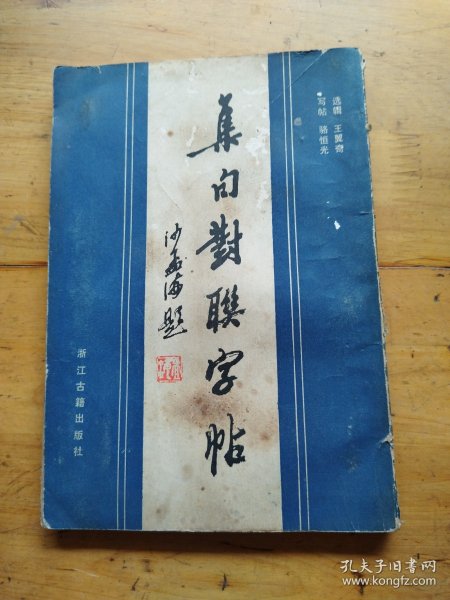 选辑 王翼奇
写帖 骆恒光
集句對聯字帖
沙孟海題
浙江古籍出版社
孔夫子旧书网
www.kongfz.com